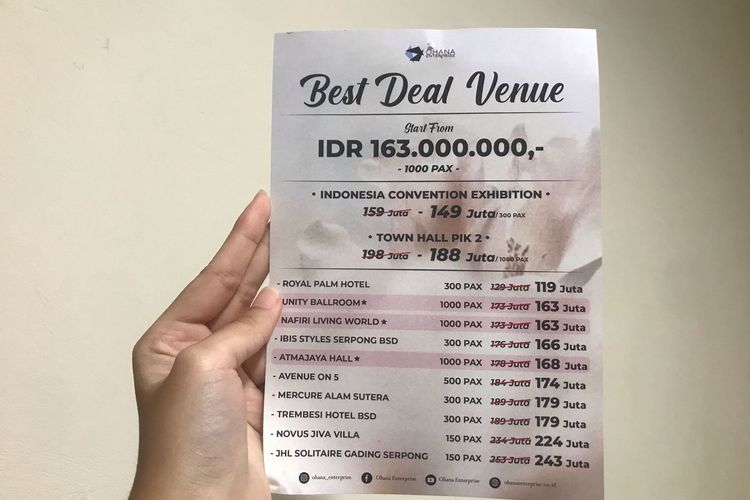 OHANA
ENTERPRISE
Best Deal Venue
Start From
IDR 163.000.000,-
- 1000 PAX -
• INDONESIA CONVENTION EXHIBITION •
159 Juta - 149 Juta/300 PAX
• TOWN HALL PIK 2 •
198 Juta - 188 Juta/1000 PAX
- ROYAL PALM HOTEL 300 PAX 129 Juta 119 Juta
UNITY BALLROOM★ 1000 PAX 173 Juta 163 Juta
- NAFIRI LIVING WORLD★ 1000 PAX 173 Juta 163 Juta
- IBIS STYLES SERPONG BSD 300 PAX 176 Juta 166 Juta
- ATMAJAYA HALL★ 1000 PAX 178 Juta 168 Juta
- AVENUE ON 5 500 PAX 184 Juta 174 Juta
- MERCURE ALAM SUTERA 300 PAX 189 Juta 179 Juta
- TREMBESI HOTEL BSD 300 PAX 189 Juta 179 Juta
- NOVUS JIVA VILLA 150 PAX 234 Juta 224 Juta
- JHL SOLITAIRE GADING SERPONG 150 PAX 253 Juta 243 Juta
ohana_enterprise Ohana Enterprise Ohana Enterprise ohanaenterprise.co.id